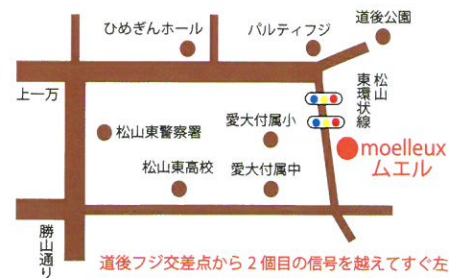 道後公園
ひめぎんホール
パルティフジ
上一万
松山
東環状線
松山東警察署
愛大付属小
moelleux
ムエル
松山東高校
愛大付属中
勝山通り
道後フジ交差点から2個目の信号を越えてすぐ左